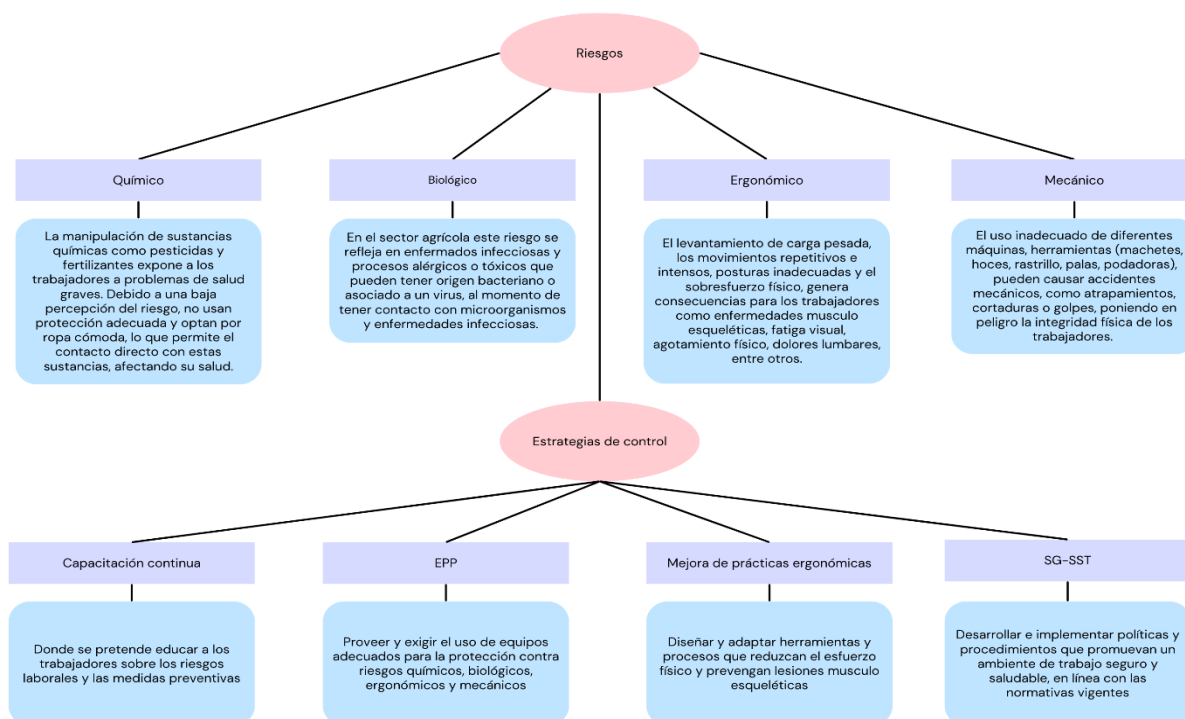 Riesgos
Químico
La manipulación de sustancias
químicas como pesticidas y
fertilizantes expone a los
trabajadores a problemas de salud
graves. Debido a una baja
percepción del riesgo, no usan
protección adecuada y optan por
ropa cómoda, lo que permite el
contacto directo con estas
sustancias, afectando su salud.
Biológico
En el sector agrícola este riesgo se
refleja en enfermados infecciosas y
procesos alérgicos o tóxicos que
pueden tener origen bacteriano o
asociado a un virus, al momento de
tener contacto con microorganismos
y enfermedades infecciosas.
Ergonómico
El levantamiento de carga pesada,
los movimientos repetitivos e
intensos, posturas inadecuadas y el
sobresfuerzo físico, genera
consecuencias para los trabajadores
como enfermedades musculo
esqueléticas, fatiga visual,
agotamiento físico, dolores lumbares,
entre otros.
Mecánico
El uso inadecuado de diferentes
máquinas, herramientas (machetes,
hoces, rastrillo, palas, podadoras),
pueden causar accidentes
mecánicos, como atrapamientos,
cortaduras o golpes, poniendo en
peligro la integridad física de los
trabajadores.
Estrategias de control
Capacitación continua
Donde se pretende educar a los
trabajadores sobre los riesgos
laborales y las medidas preventivas
EPP
Proveer y exigir el uso de equipos
adecuados para la protección contra
riesgos químicos, biológicos,
ergonómicos y mecánicos
Mejora de prácticas ergonómicas
Diseñar y adaptar herramientas y
procesos que reduzcan el esfuerzo
físico y prevengan lesiones musculo
esqueléticas
SG-SST
Desarrollar e implementar políticas y
procedimientos que promuevan un
ambiente de trabajo seguro y
saludable, en línea con las
normativas vigentes